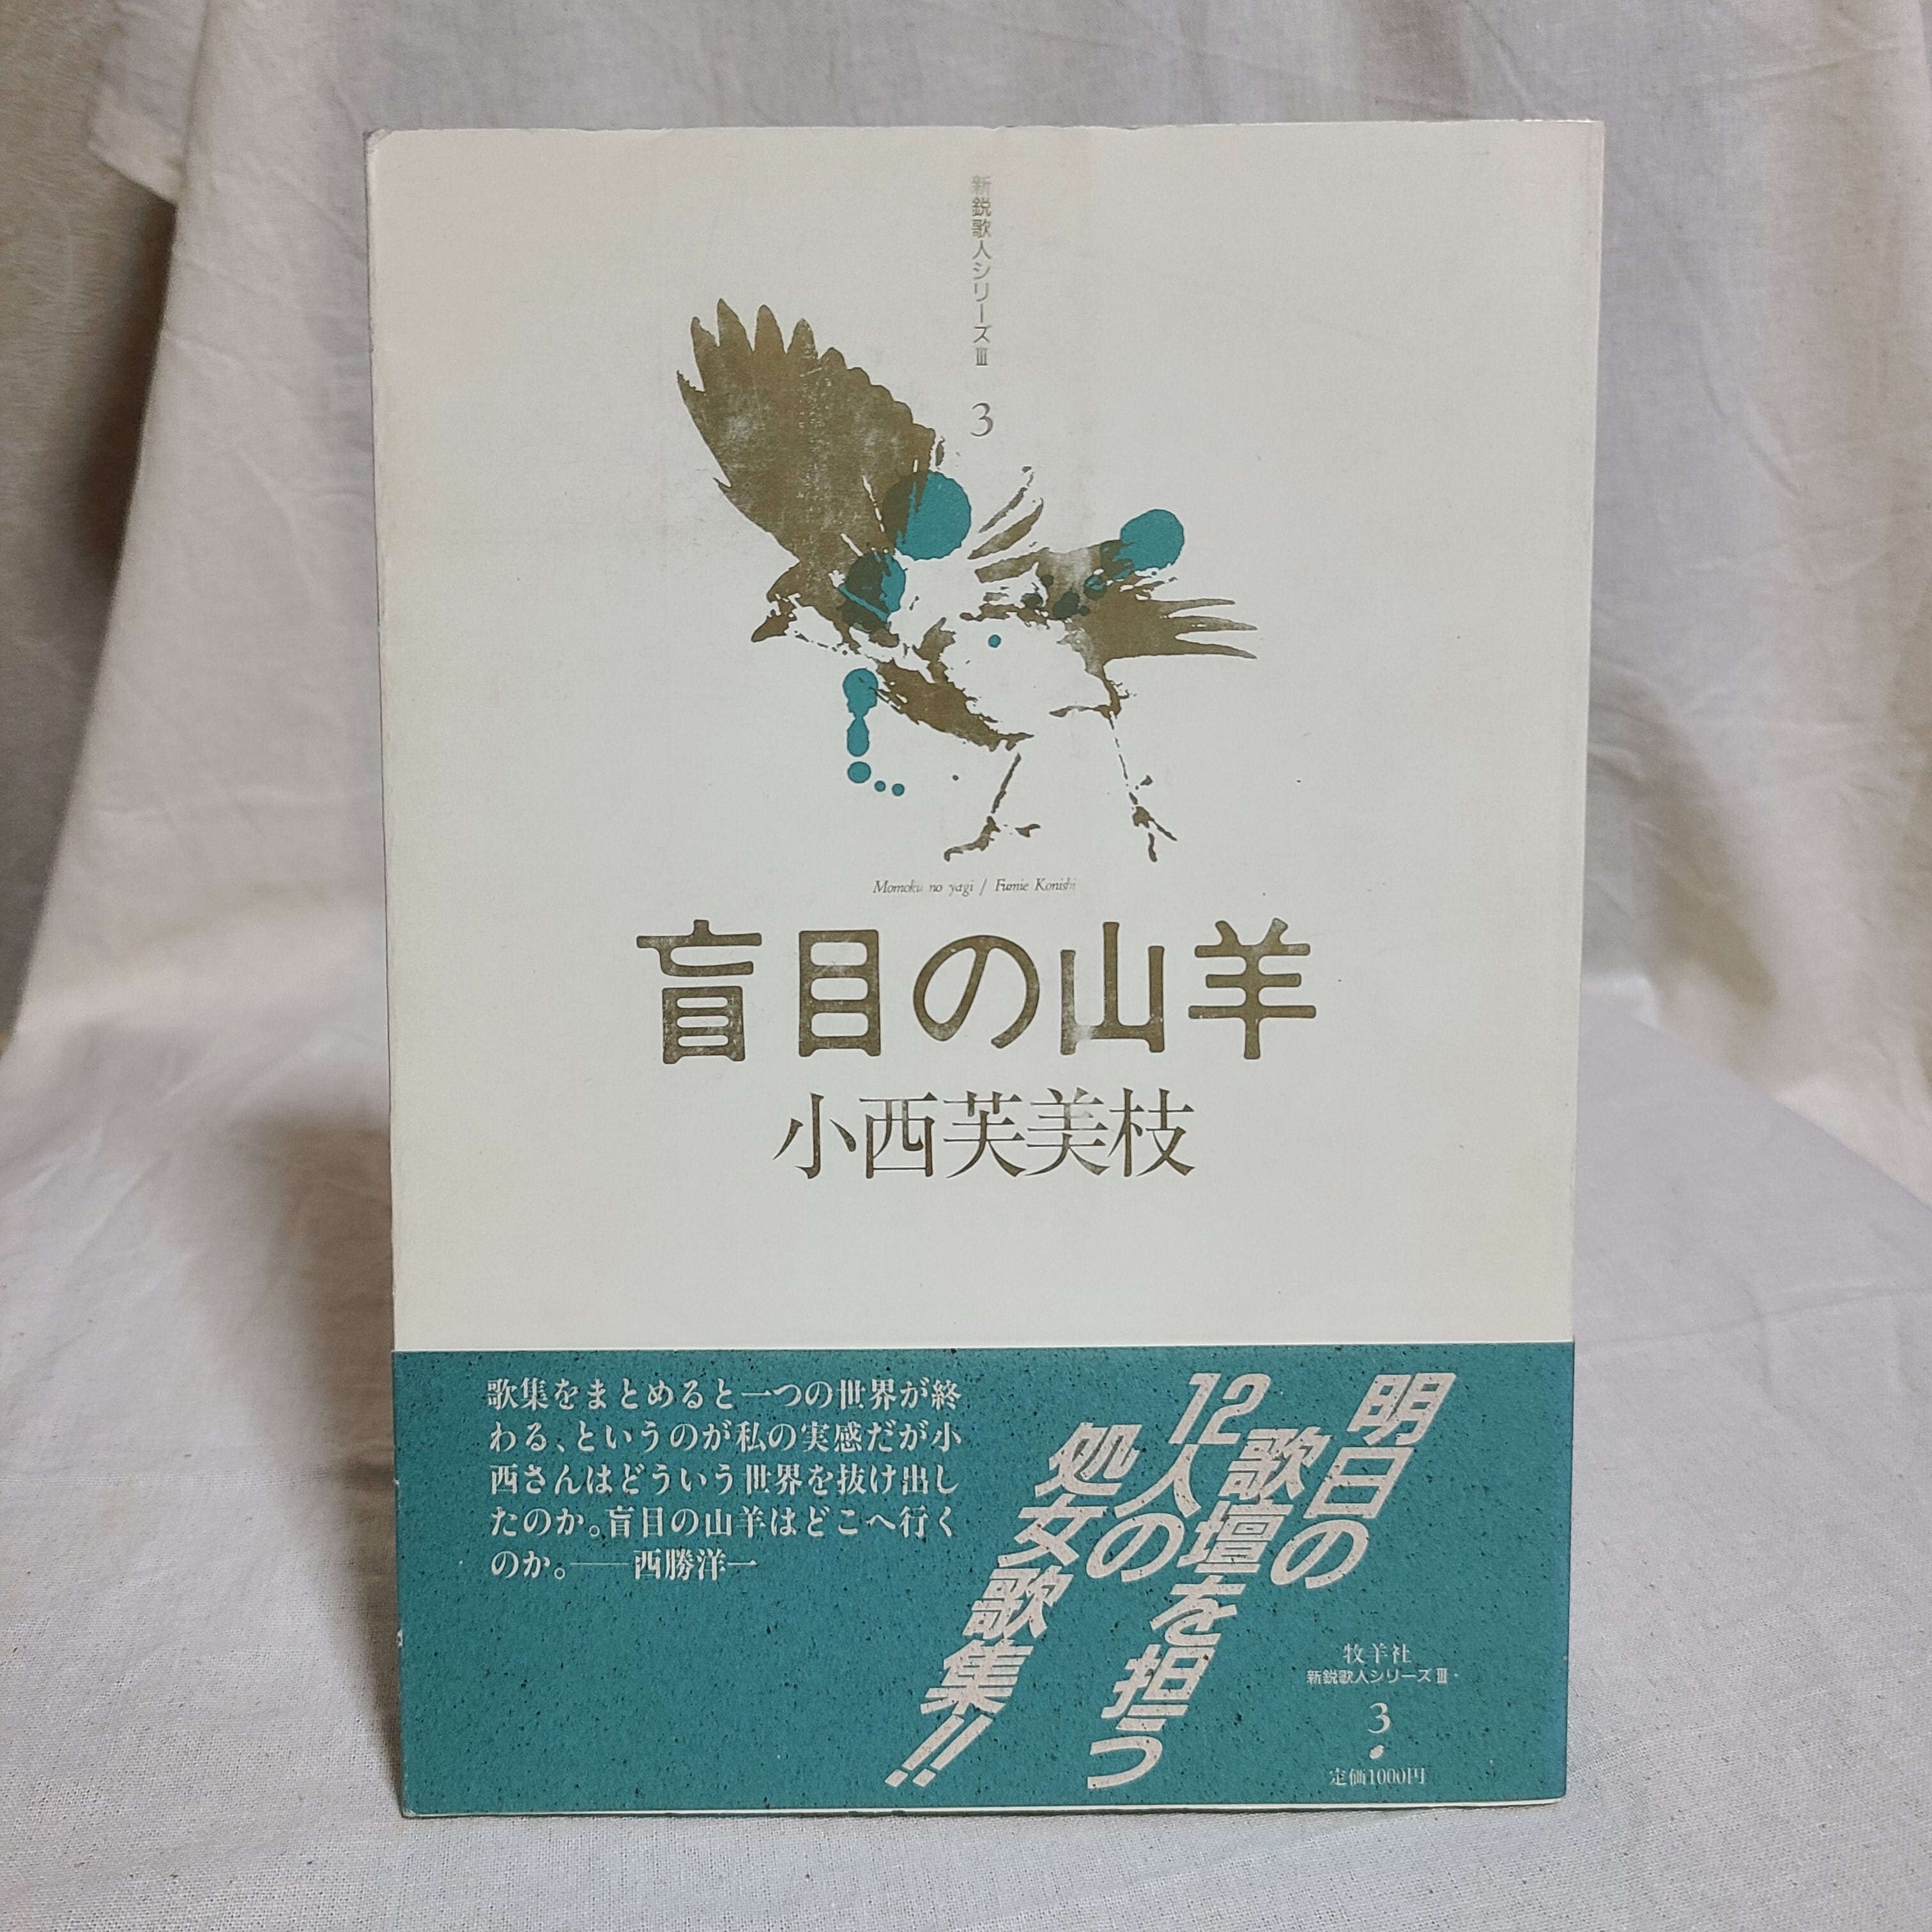 新鋭歌人シリーズⅢ
3
Momoku no yagi / Fumie Konishi
盲目の山羊
小西芙美枝
歌集をまとめると一つの世界が終
わる、というのが私の実感だが小
西さんはどういう世界を抜け出し
たのか。盲目の山羊はどこへ行く
のか。――西勝洋一
明日の
歌壇を担う
12人の
処女歌集!!
牧羊社
新鋭歌人シリーズⅢ・
3
定価1000円